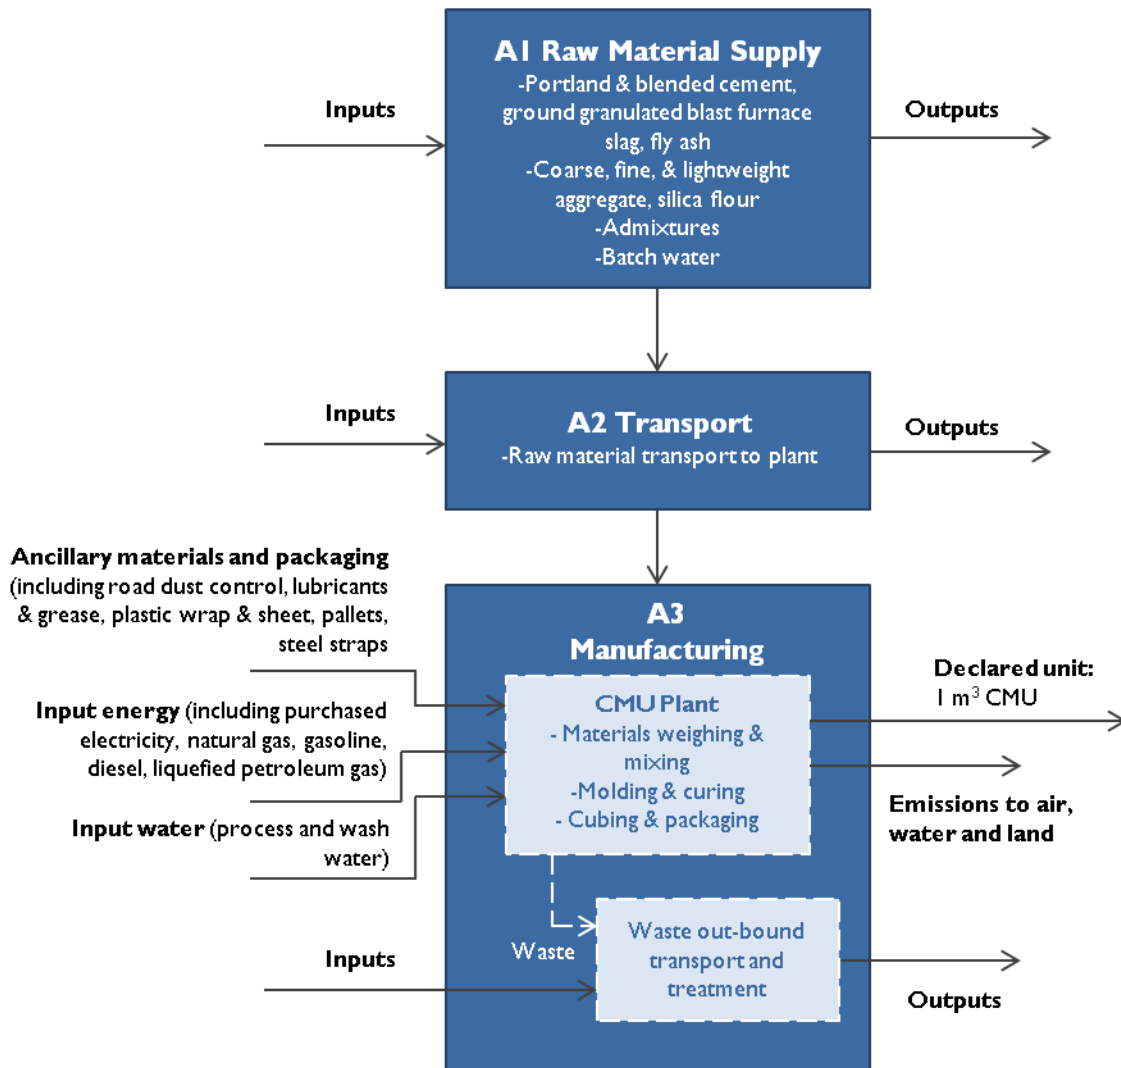 A1 Raw Material Supply
-Portland & blended cement,
ground granulated blast furnace
slag, fly ash
-Coarse, fine, & lightweight
aggregate, silica flour
-Admixtures
-Batch water
Inputs
Outputs
Inputs
A2 Transport
-Raw material transport to plant
Outputs
Ancillary materials and packaging
(including road dust control, lubricants
& grease, plastic wrap & sheet, pallets,
steel straps
Input energy (including purchased
electricity, natural gas, gasoline,
diesel, liquefied petroleum gas)
Input water (process and wash
water)
Inputs
A3
Manufacturing
CMU Plant
- Materials weighing &
mixing
-Molding & curing
- Cubing & packaging
Waste
Waste out-bound
transport and
treatment
Declared unit:
1 m³ CMU
Emissions to air,
water and land
Outputs